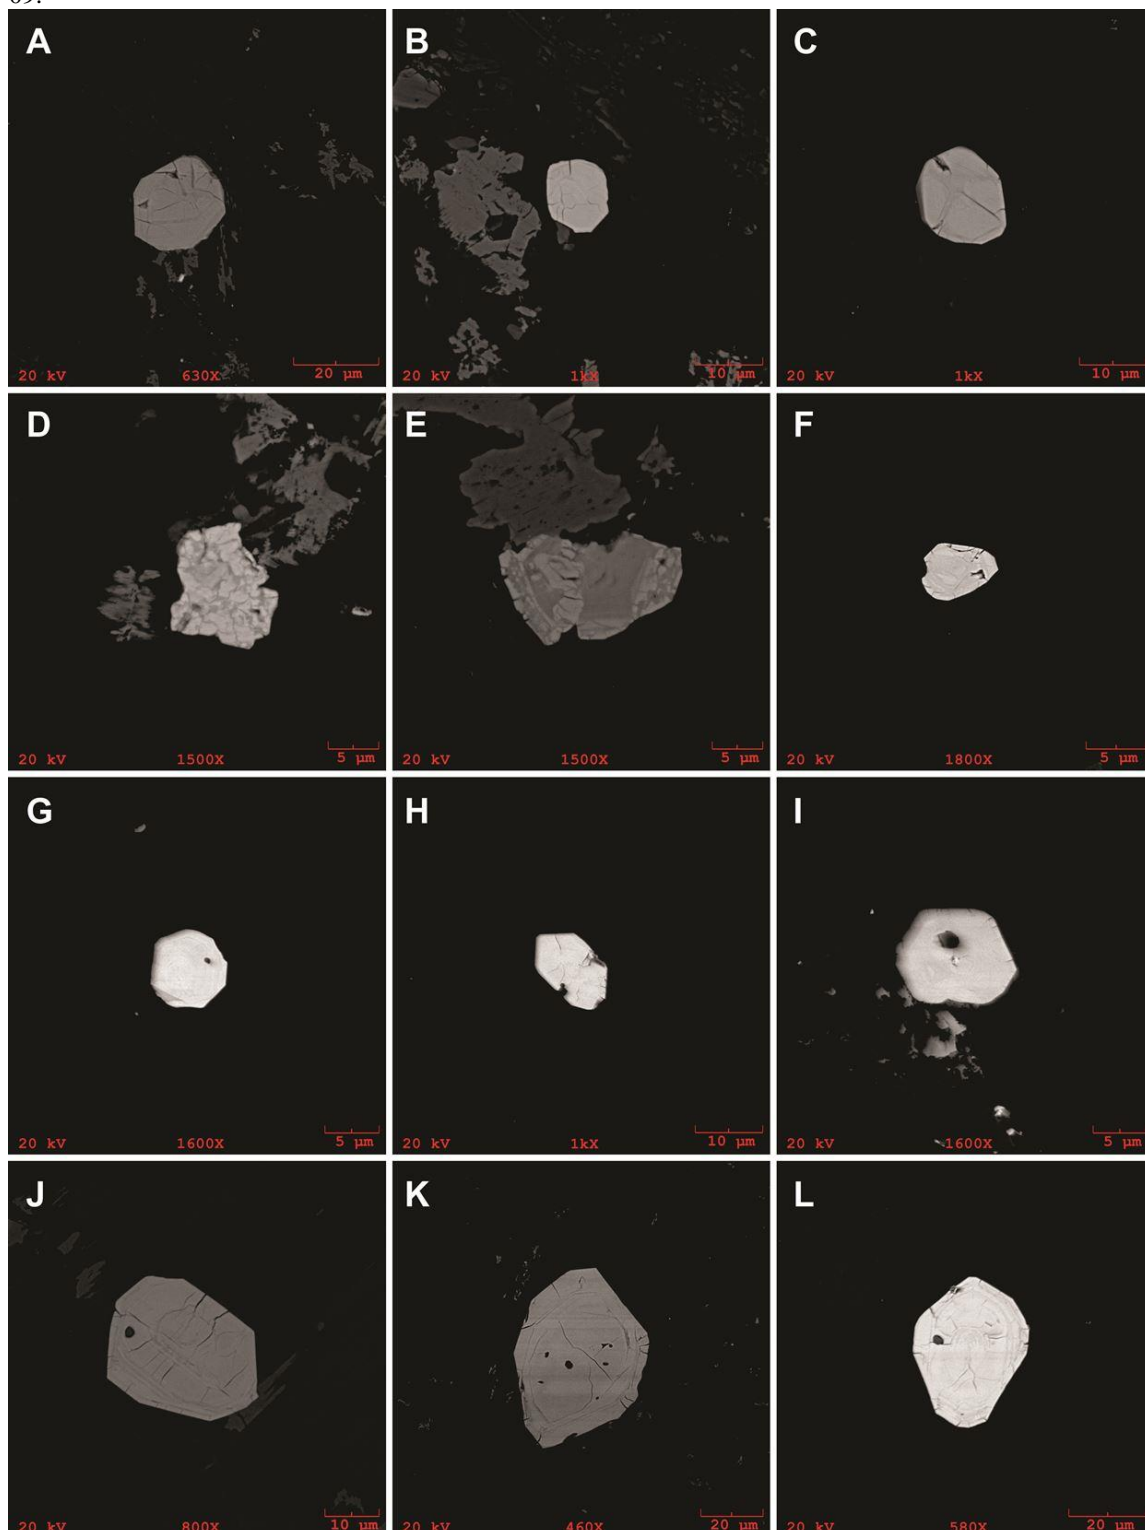 A
B
C
20 kV 630X 20 µm
20 kV 1kX 10 µm
20 kV 1kX 10 µm
D
E
F
20 kV 1500X 5 µm
20 kV 1500X 5 µm
20 kV 1800X 5 µm
G
H
I
20 kV 1600X 5 µm
20 kV 1kX 10 µm
20 kV 1600X 5 µm
J
K
L
20 kV 800X 10 µm
20 kV 460X 20 µm
20 kV 580X 20 µm